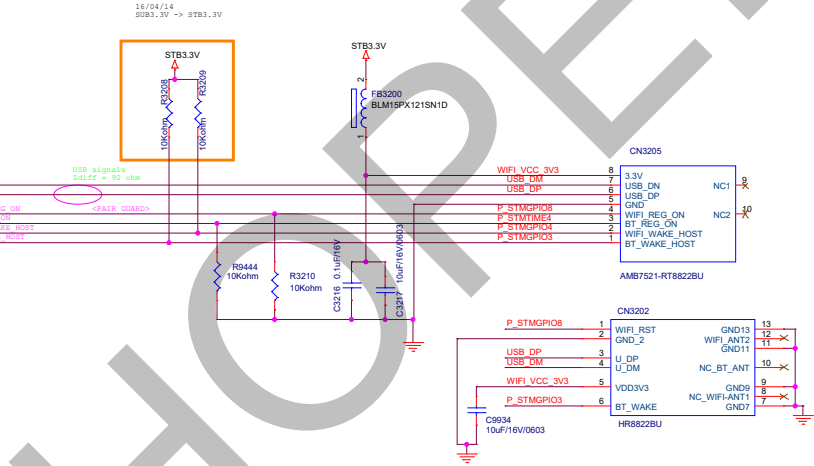 16/04/14
SUB3.3V -> STB3.3V
STB3.3V
STB3.3V
R3208
R3209
10Kohm
10Kohm
2
FB3200
BLM15PX121SN1D
1
USB signals
Zdiff = 90 ohm
<PAIR GUARD>
G_ON
ON
AKE_HOST
_HOST
CN3205
WIFI_VCC_3V3 8 3.3V
USB_DM 7 USB_DN NC1 9
USB_DP 6 USB_DP
5 GND
P_STMGPIO8 4 WIFI_REG_ON NC2 10
P_STMTIME4 3 BT_REG_ON
P_STMGPIO4 2 WIFI_WAKE_HOST
P_STMGPIO3 1 BT_WAKE_HOST
AMB7521-RT8822BU
R9444
10Kohm
R3210
10Kohm
C3216 0.1uF/16V
C3217 10uF/16V/0603
CN3202
P_STMGPIO8 1 WIFI_RST GND13 13
2 GND_2 WIFI_ANT2 12
GND11 11
USB_DP 3 U_DP
USB_DM 4 U_DM NC_BT_ANT 10
WIFI_VCC_3V3 5 VDD3V3 GND9 9
NC_WIFI-ANT1 8
P_STMGPIO3 6 BT_WAKE GND7 7
HR8822BU
C9934
10uF/16V/0603